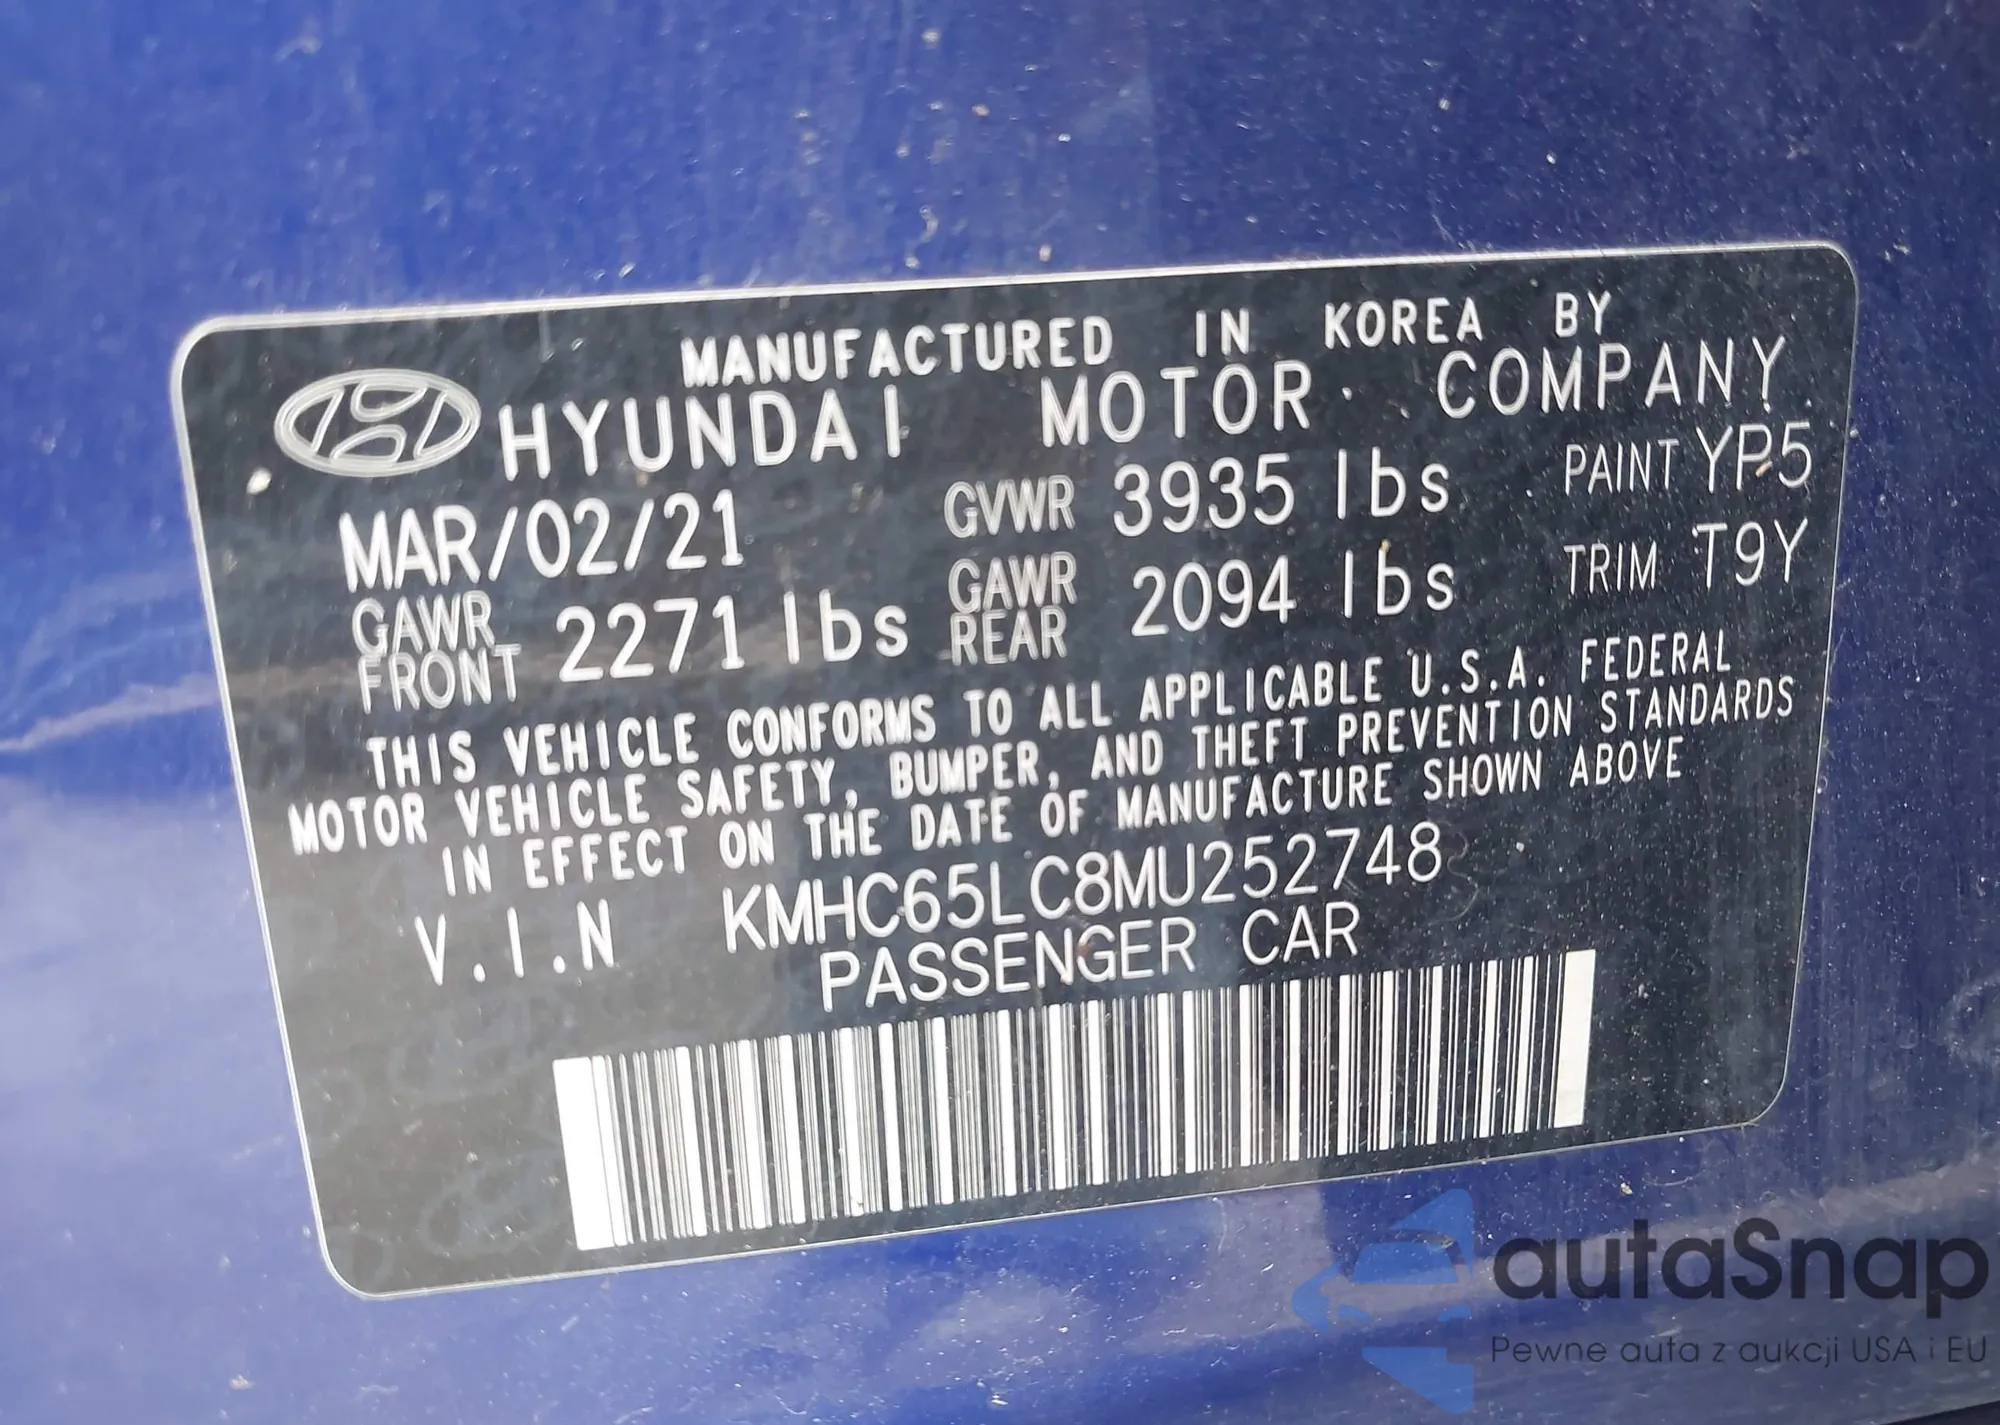 MANUFACTURED IN KOREA BY
HYUNDAI MOTOR COMPANY
MAR/02/21 GVWR 3935 lbs PAINT YP5
GAWR FRONT 2271 lbs GAWR REAR 2094 lbs TRIM T9Y
THIS VEHICLE CONFORMS TO ALL APPLICABLE U.S.A. FEDERAL
MOTOR VEHICLE SAFETY, BUMPER, AND THEFT PREVENTION STANDARDS
IN EFFECT ON THE DATE OF MANUFACTURE SHOWN ABOVE
V.I.N KMHC65LC8MU252748
PASSENGER CAR
autaSnap
Pewne auta z aukcji USA i EU